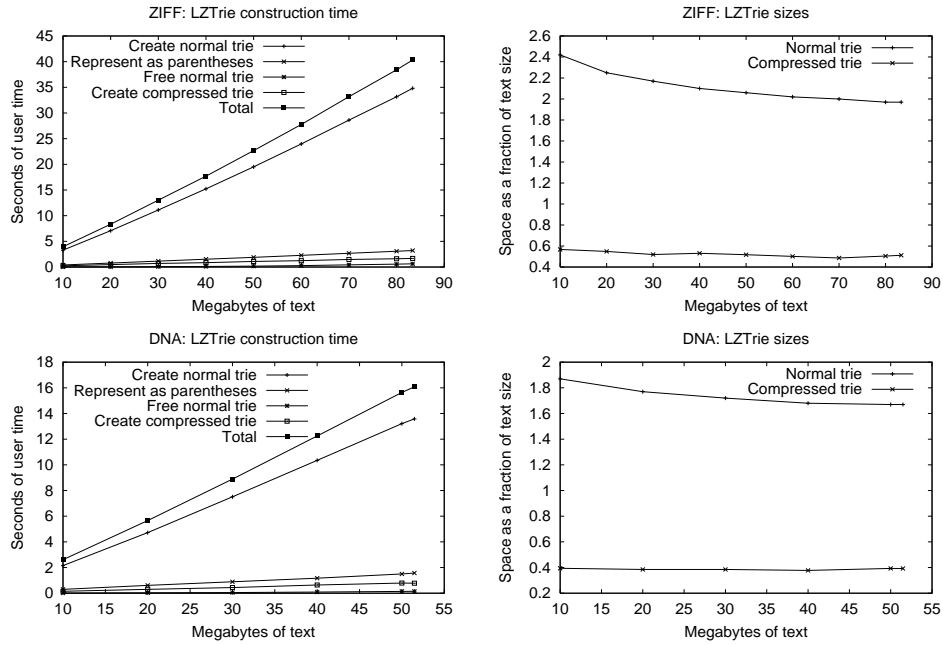 ZIFF: LZTrie construction time
Seconds of user time
45
40
35
30
25
20
15
10
5
0
Create normal trie
Represent as parentheses
Free normal trie
Create compressed trie
Total
10 20 30 40 50 60 70 80 90
Megabytes of text
ZIFF: LZTrie sizes
Space as a fraction of text size
2.6
2.4
2.2
2
1.8
1.6
1.4
1.2
1
0.8
0.6
0.4
Normal trie
Compressed trie
10 20 30 40 50 60 70 80 90
Megabytes of text
DNA: LZTrie construction time
Seconds of user time
18
16
14
12
10
8
6
4
2
0
Create normal trie
Represent as parentheses
Free normal trie
Create compressed trie
Total
10 15 20 25 30 35 40 45 50 55
Megabytes of text
DNA: LZTrie sizes
Space as a fraction of text size
2
1.8
1.6
1.4
1.2
1
0.8
0.6
0.4
0.2
Normal trie
Compressed trie
10 15 20 25 30 35 40 45 50 55
Megabytes of text